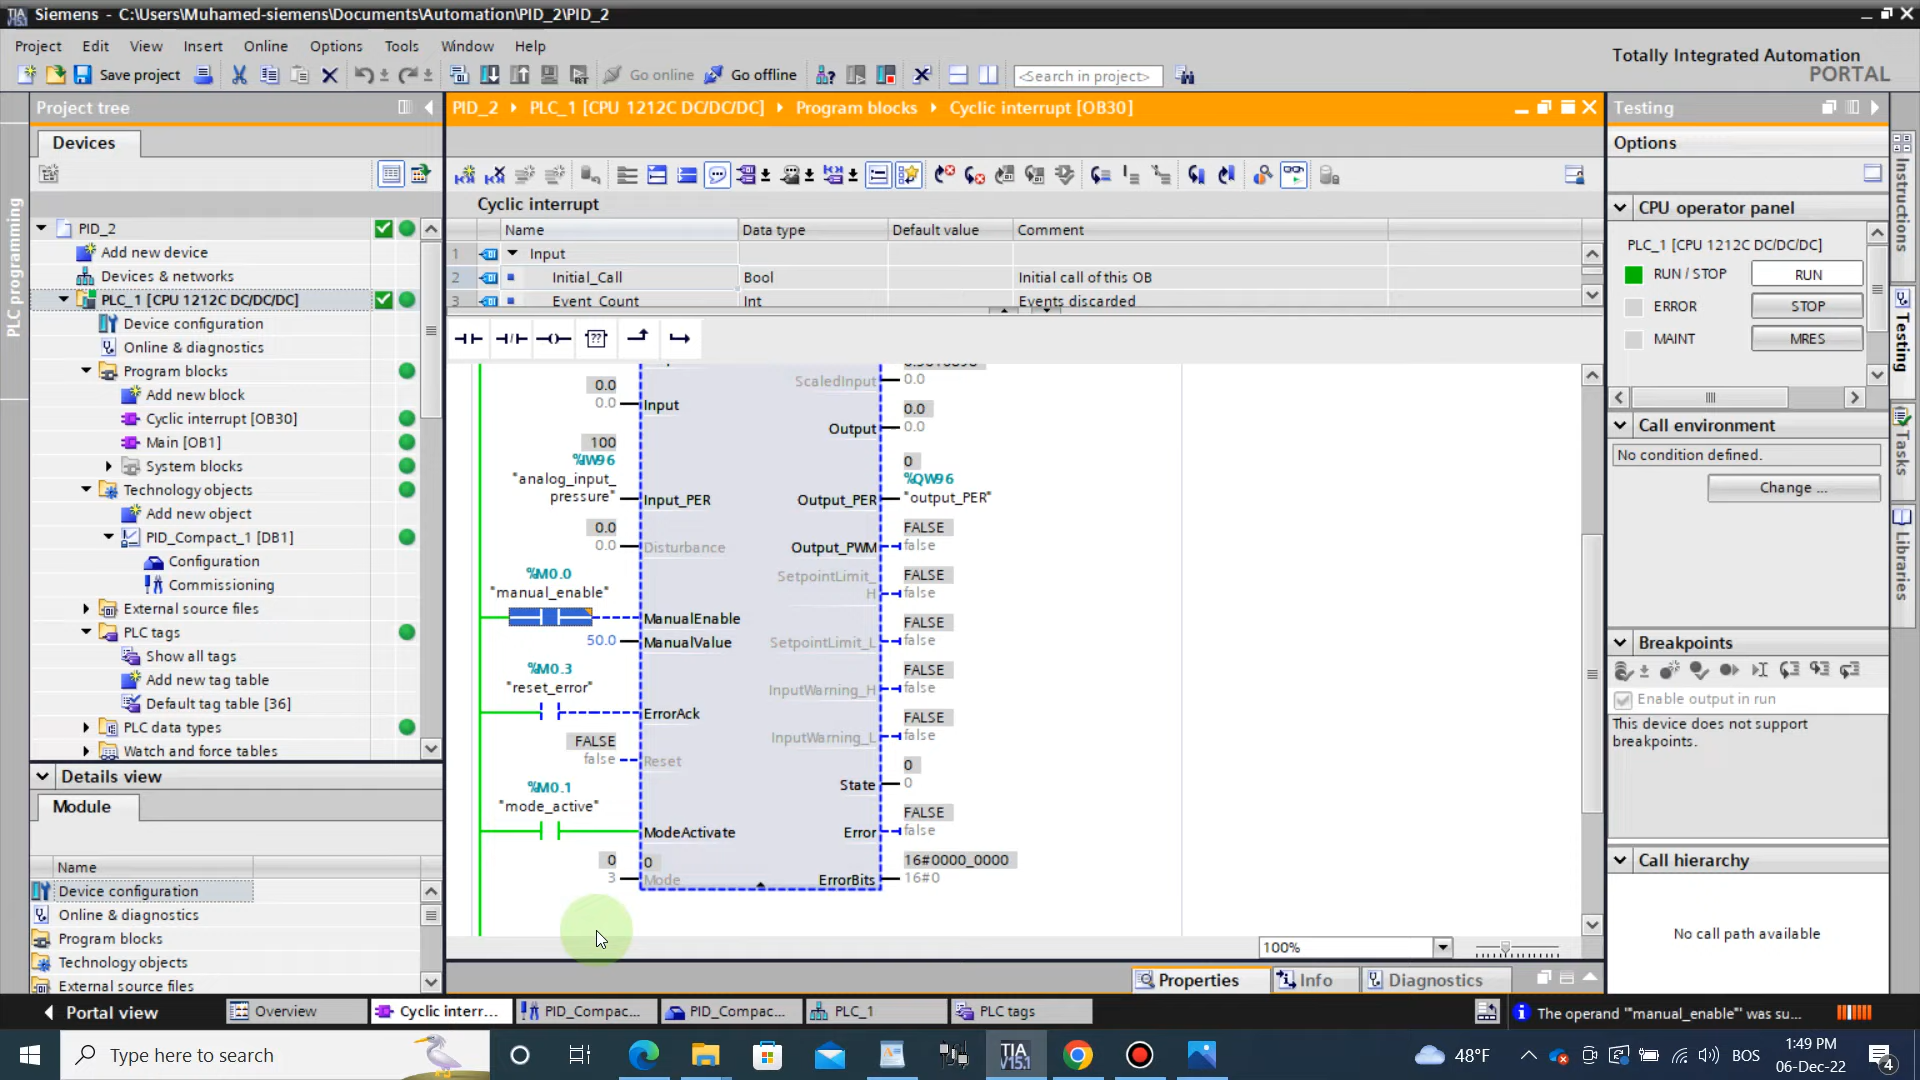 Siemens - C:\Users\Muhamed-siemens\Documents\Automation\PID_2\PID_2
Project Edit View Insert Online Options Tools Window Help
Totally Integrated Automation
PORTAL
Save project
Go online
Go offline
<Search in project>
Project tree
PID_2 PLC_1 [CPU 1212C DC/DC/DC] Program blocks Cyclic interrupt [OB30]
Testing
Devices
Options
PLC programming
Cyclic interrupt
Name Data type Default value Comment
1 Input
2 Initial_Call Bool Initial call of this OB
3 Event_Count Int Events discarded
PID_2
Add new device
Devices & networks
PLC_1 [CPU 1212C DC/DC/DC]
Device configuration
Online & diagnostics
Program blocks
Add new block
Cyclic interrupt [OB30]
Main [OB1]
System blocks
Technology objects
Add new object
PID_Compact_1 [DB1]
Configuration
Commissioning
External source files
PLC tags
Show all tags
Add new tag table
Default tag table [36]
PLC data types
Watch and force tables
Details view
Module
Name
Device configuration
Online & diagnostics
Program blocks
Technology objects
External source files
??
0.0
0.0
Input
100
%IW96
"analog_input_
pressure"
Input_PER
0.0
0.0
Disturbance
%M0.0
"manual_enable"
ManualEnable
50.0
ManualValue
%M0.3
"reset_error"
ErrorAck
FALSE
false
Reset
%M0.1
"mode_active"
ModeActivate
0
3
0
Mode
ScaledInput
0.0
0.0
Output
0.0
0
%QW96
Output_PER
"output_PER"
FALSE
Output_PWM
false
SetpointLimit_
H
FALSE
false
FALSE
SetpointLimit_L
false
FALSE
InputWarning_H
false
FALSE
InputWarning_L
false
0
State
0
FALSE
Error
false
16#0000_0000
ErrorBits
16#0
100%
Properties
Info
Diagnostics
CPU operator panel
PLC_1 [CPU 1212C DC/DC/DC]
RUN / STOP RUN
ERROR STOP
MAINT MRES
Call environment
No condition defined.
Change ...
Breakpoints
Enable output in run
This device does not support
breakpoints.
Call hierarchy
No call path available
Instructions
Testing
Tasks
Libraries
Portal view
Overview
Cyclic interr...
PID_Compac...
PID_Compac...
PLC_1
PLC tags
The operand '"manual_enable"' was su...
Type here to search
TIA
V15.1
48°F
BOS
1:49 PM
06-Dec-22
4